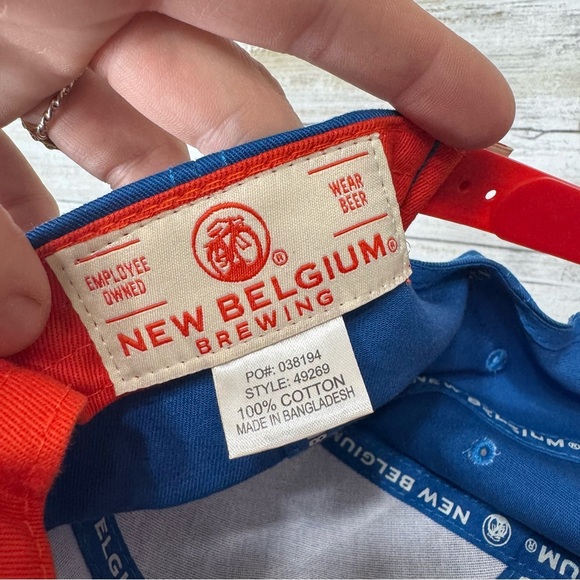 EMPLOYEE
OWNED
WEAR
BEER
®
NEW BELGIUM®
BREWING
PO#: 038194
STYLE: 49269
100% COTTON
MADE IN BANGLADESH
NEW BELGIUM
NEW BELGIUM